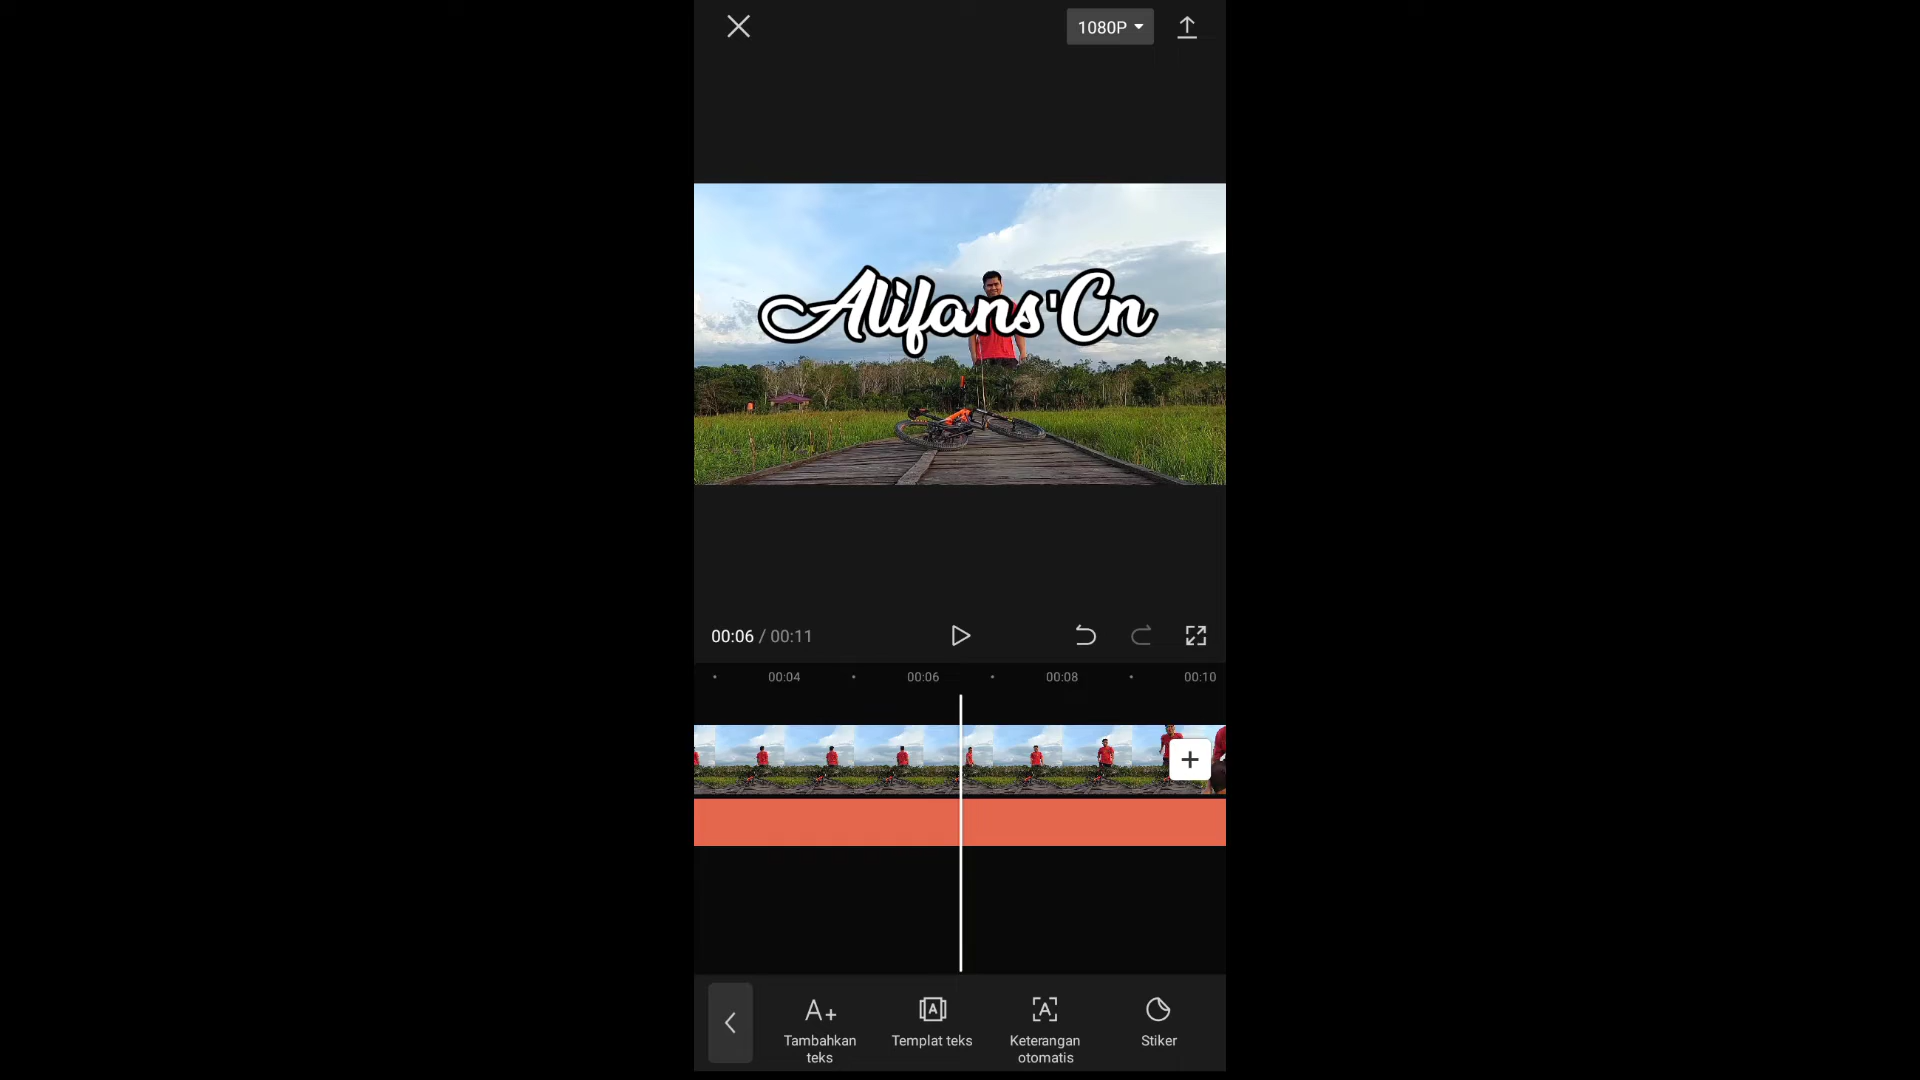 1080P
Alifans'Cn
00:06 / 00:11
00:04 00:06 00:08 00:10
Tambahkan teks
Templat teks
Keterangan otomatis
Stiker